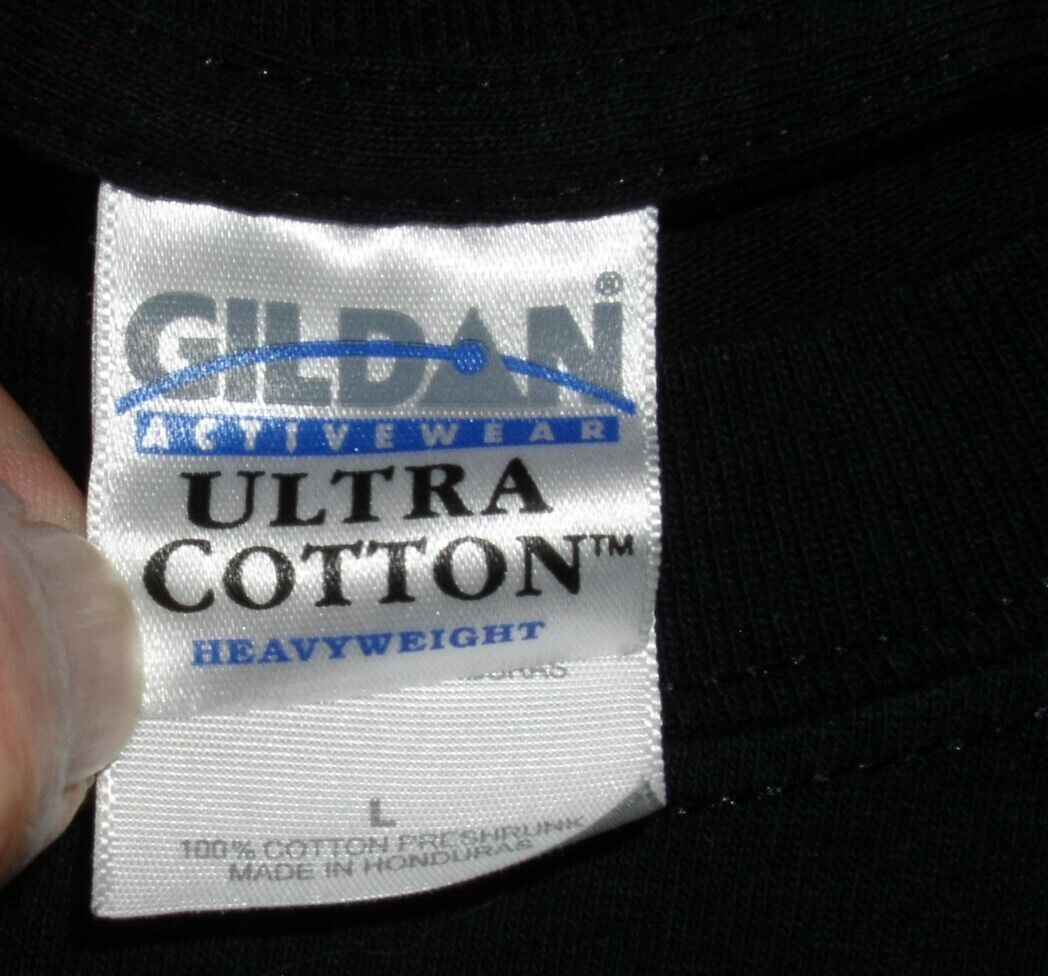 GILDAN®
ACTIVEWEAR
ULTRA
COTTON™
HEAVYWEIGHT
L
100% COTTON PRESHRUNK
MADE IN HONDURAS